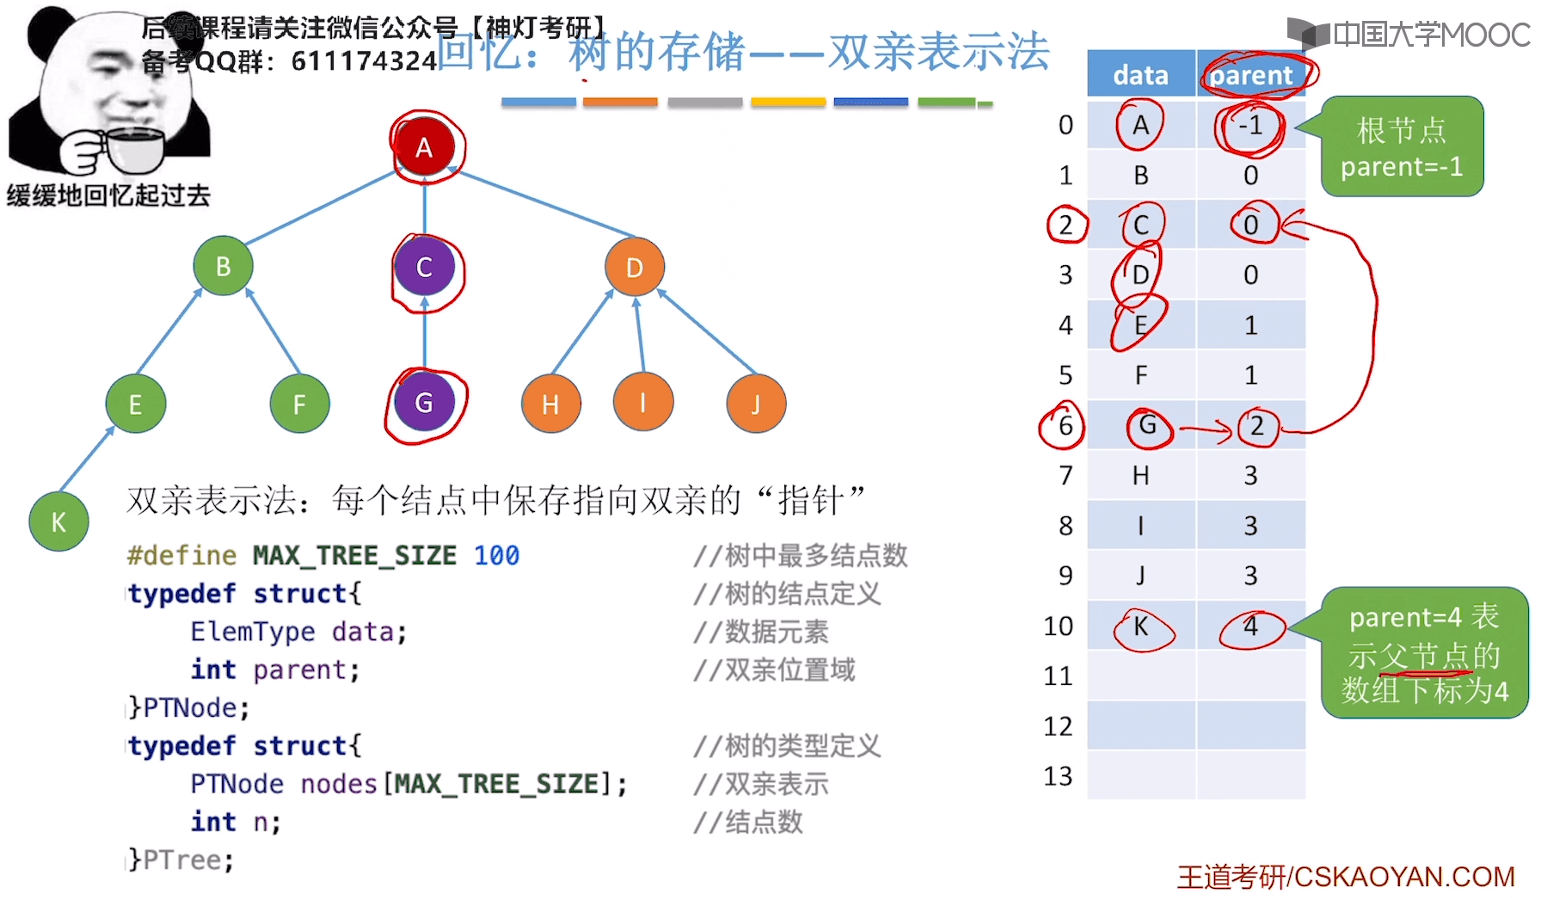 后续课程请关注微信公众号【神灯考研】
备考QQ群：611174324
回忆：树的存储——双亲表示法
中国大学MOOC
缓缓地回忆起过去
A
B
C
D
E
F
G
H
I
J
K
data parent
0 A -1
1 B 0
2 C 0
3 D 0
4 E 1
5 F 1
6 G 2
7 H 3
8 I 3
9 J 3
10 K 4
11
12
13
根节点
parent=-1
parent=4 表
示父节点的
数组下标为4
双亲表示法：每个结点中保存指向双亲的“指针”
#define MAX_TREE_SIZE 100 //树中最多结点数
typedef struct{ //树的结点定义
ElemType data; //数据元素
int parent; //双亲位置域
}PTNode;
typedef struct{ //树的类型定义
PTNode nodes[MAX_TREE_SIZE]; //双亲表示
int n; //结点数
}PTree;
王道考研/CSKAOYAN.COM